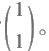 ( 1
1 ) 。